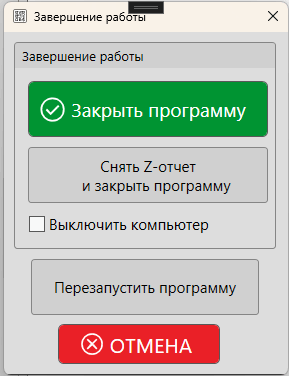 Завершение работы
Завершение работы
Закрыть программу
Снять Z-отчет
и закрыть программу
Выключить компьютер
Перезапустить программу
ОТМЕНА